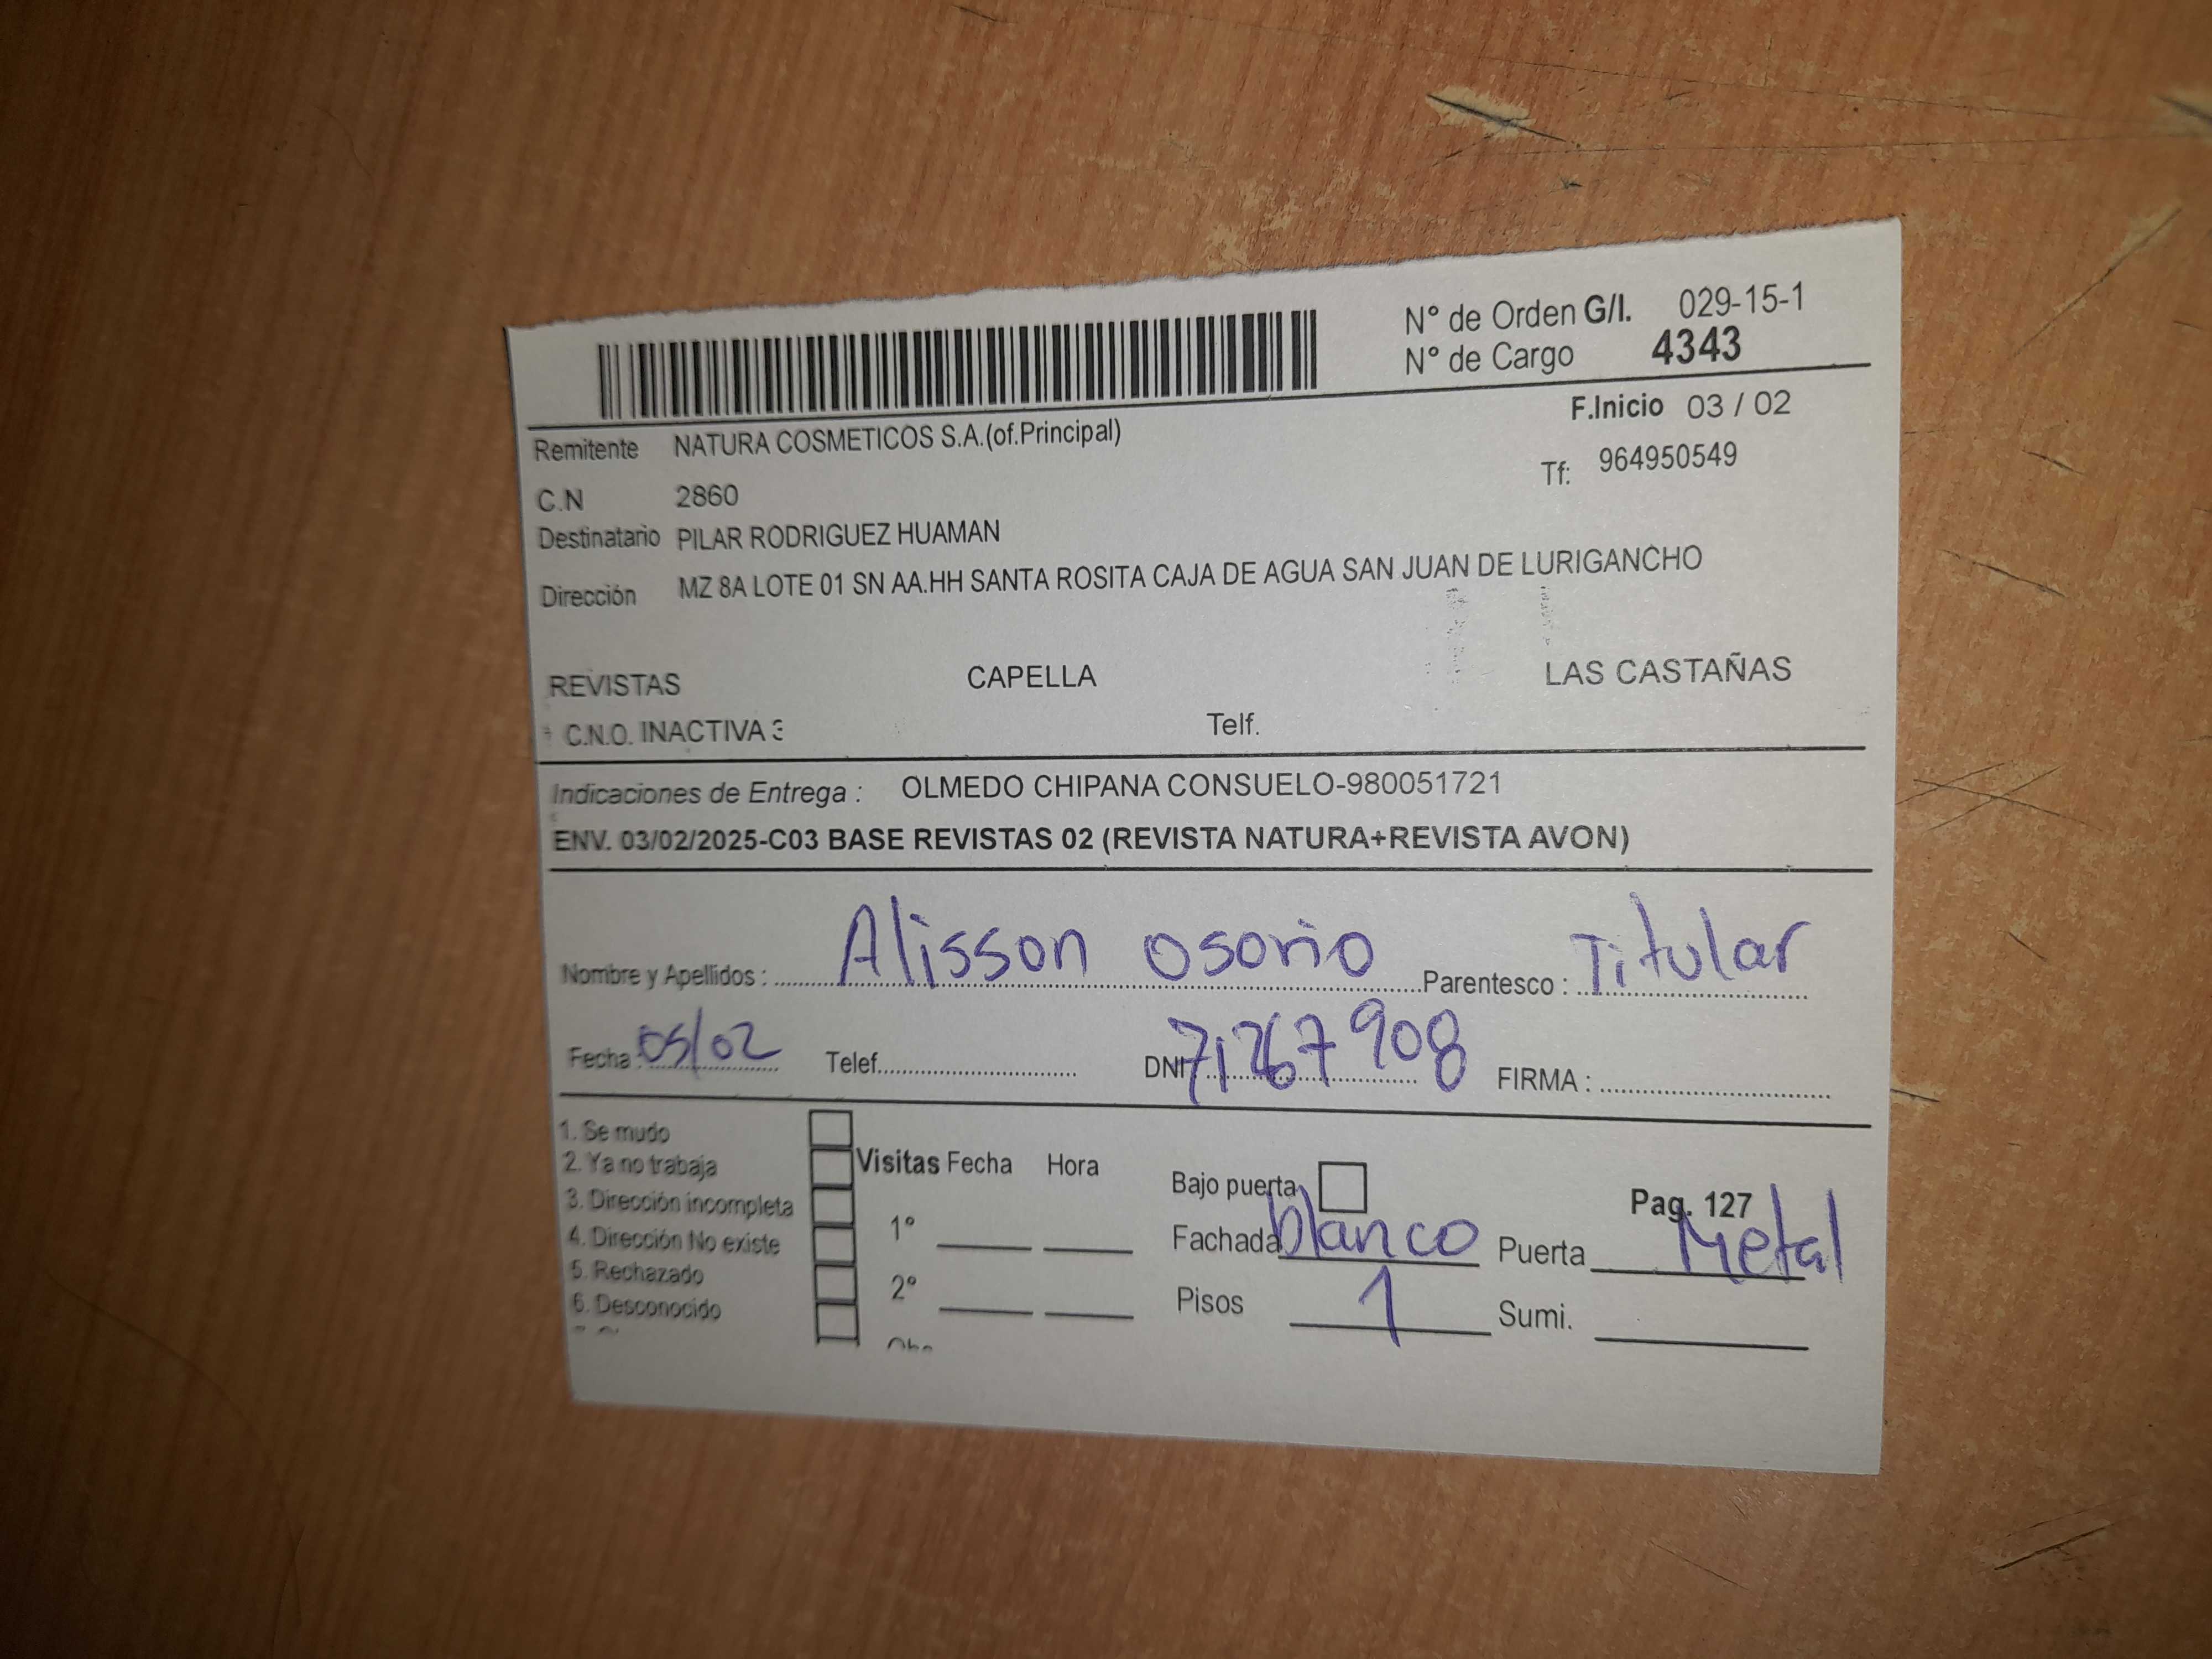 N° de Orden G/I. 029-15-1
N° de Cargo 4343
F.Inicio 03 / 02
Remitente NATURA COSMETICOS S.A.(of.Principal)
Tf: 964950549
C.N 2860
Destinatario PILAR RODRIGUEZ HUAMAN
Dirección MZ 8A LOTE 01 SN AA.HH SANTA ROSITA CAJA DE AGUA SAN JUAN DE LURIGANCHO
REVISTAS CAPELLA LAS CASTAÑAS
C.N.O. INACTIVA 3 Telf.
Indicaciones de Entrega : OLMEDO CHIPANA CONSUELO-980051721
ENV. 03/02/2025-C03 BASE REVISTAS 02 (REVISTA NATURA+REVISTA AVON)
Nombre y Apellidos : Alisson Osorio Parentesco : Titular
Fecha : 05/02 Telef. DNI : 71267908 FIRMA :
1. Se mudo
2. Ya no trabaja
3. Dirección incompleta
4. Dirección No existe
5. Rechazado
6. Desconocido
Visitas Fecha Hora
1°
2°
Bajo puerta
Pag. 127
Fachada blanco Puerta Metal
Pisos 1 Sumi.